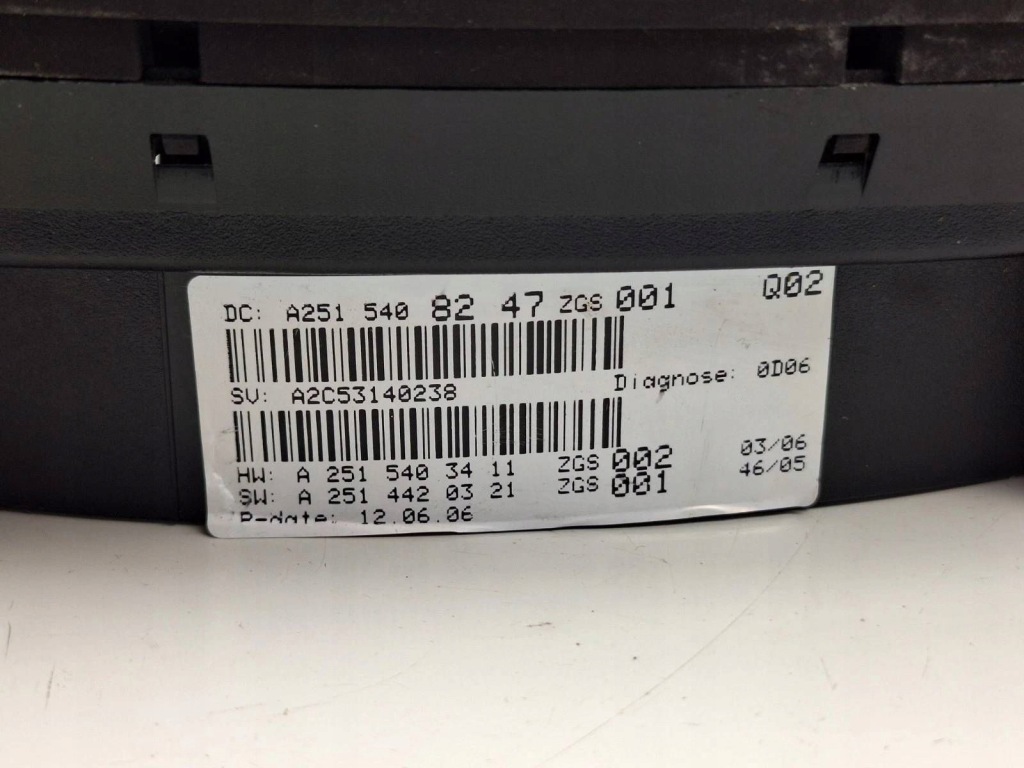 DC: A251 540 82 47 ZGS 001 Q02
SV: A2C53140238 Diagnose: 0D06
HW: A 251 540 34 11 ZGS 002 03/06
SW: A 251 442 03 21 ZGS 001 46/05
P-date: 12.06.06